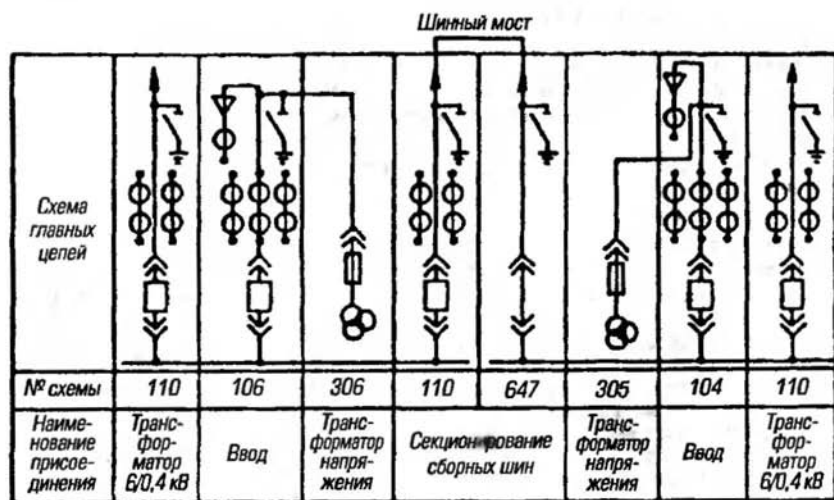 Шинный мост
Схема
главных
цепей
№ схемы 110 106 306 110 647 305 104 110
Наиме-
нование
присое-
динения
Транс-
фор-
матор
6/0,4 кВ
Ввод
Транс-
форматор
напря-
жения
Секционирование
сборных шин
Транс-
форматор
напря-
жения
Ввод
Транс-
фор-
матор
6/0,4 кВ